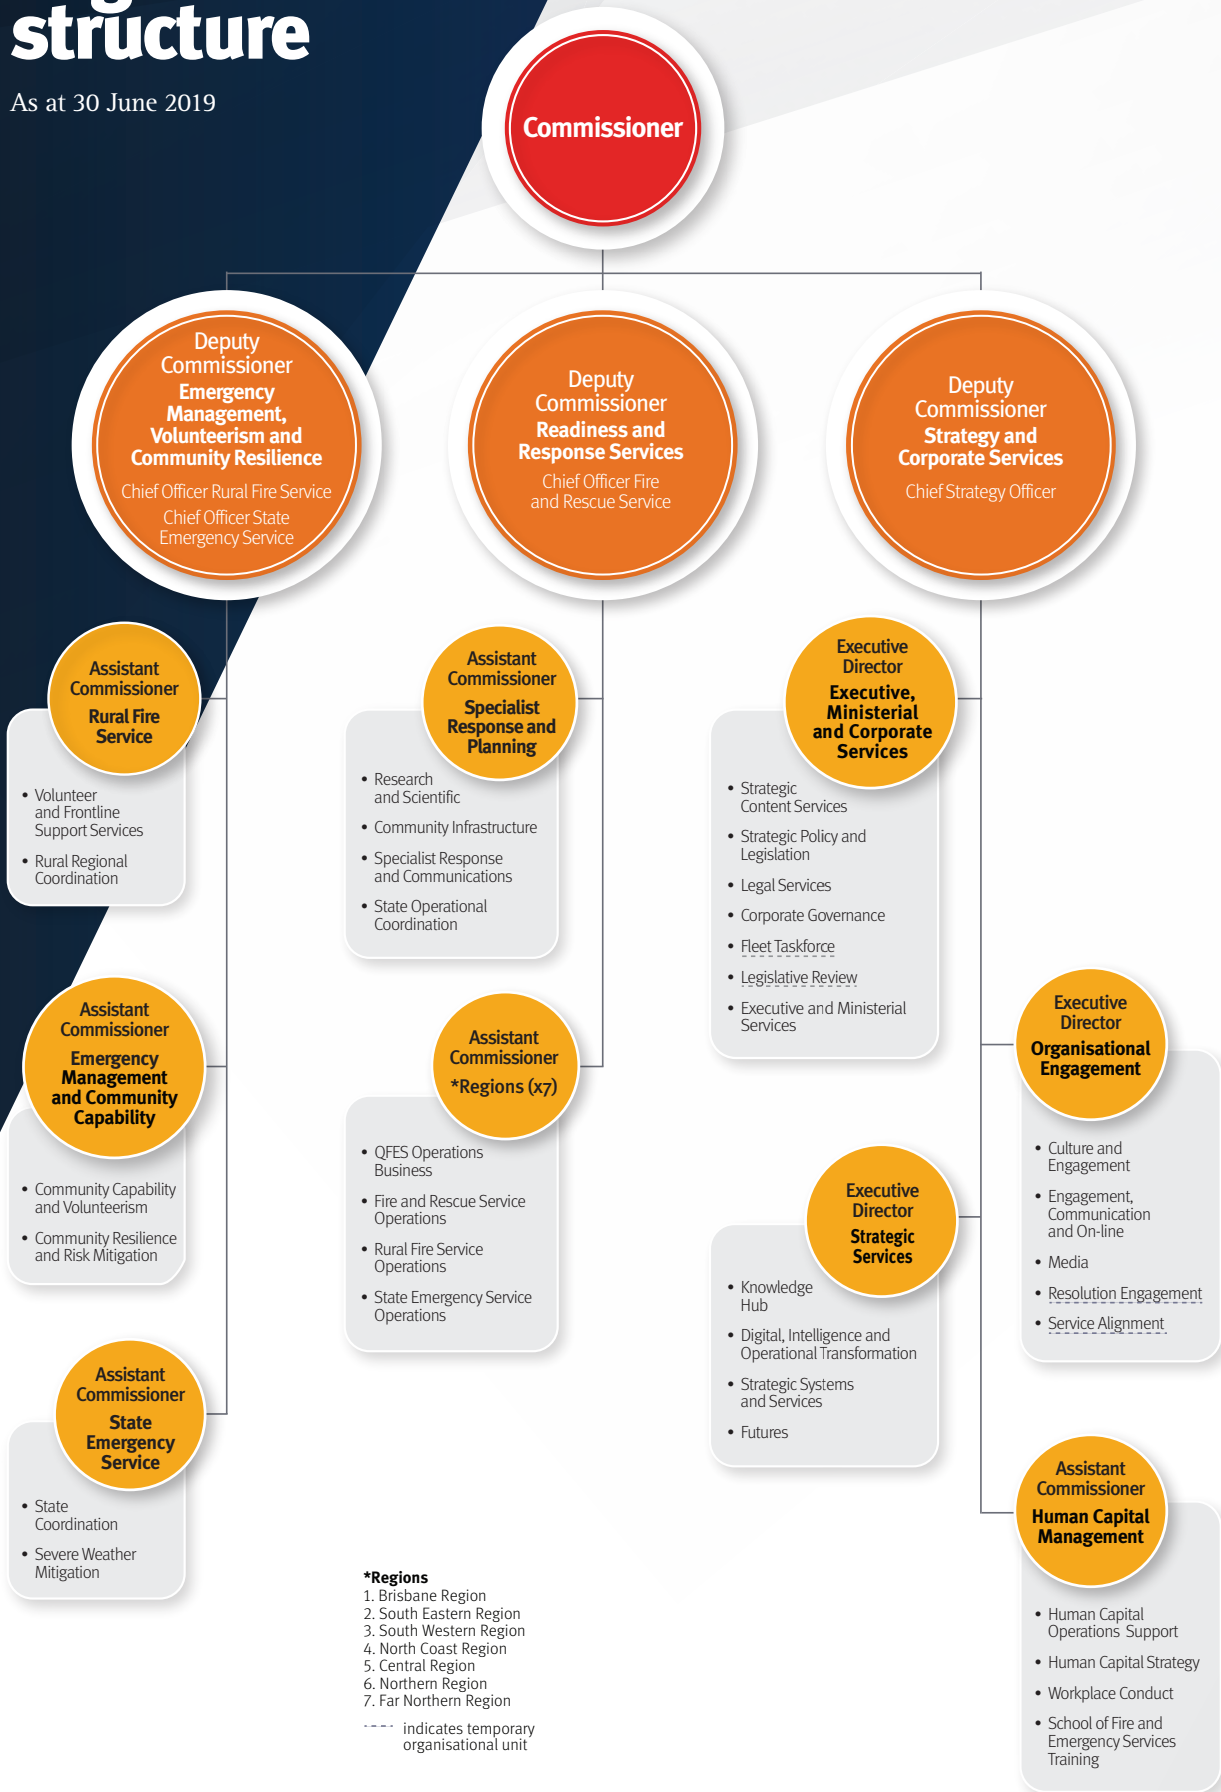 structure
As at 30 June 2019
Commissioner
Deputy
Commissioner
Emergency
Management,
Volunteerism and
Community Resilience
Chief Officer Rural Fire Service
Chief Officer State
Emergency Service
Deputy
Commissioner
Readiness and
Response Services
Chief Officer Fire
and Rescue Service
Deputy
Commissioner
Strategy and
Corporate Services
Chief Strategy Officer
Assistant
Commissioner
Rural Fire
Service
• Volunteer
and Frontline
Support Services
• Rural Regional
Coordination
Assistant
Commissioner
Emergency
Management
and Community
Capability
• Community Capability
and Volunteerism
• Community Resilience
and Risk Mitigation
Assistant
Commissioner
State
Emergency
Service
• State
Coordination
• Severe Weather
Mitigation
Assistant
Commissioner
Specialist
Response and
Planning
• Research
and Scientific
• Community Infrastructure
• Specialist Response
and Communications
• State Operational
Coordination
Assistant
Commissioner
*Regions (x7)
• QFES Operations
Business
• Fire and Rescue Service
Operations
• Rural Fire Service
Operations
• State Emergency Service
Operations
Executive
Director
Executive,
Ministerial
and Corporate
Services
• Strategic
Content Services
• Strategic Policy and
Legislation
• Legal Services
• Corporate Governance
• Fleet Taskforce
• Legislative Review
• Executive and Ministerial
Services
Executive
Director
Organisational
Engagement
• Culture and
Engagement
• Engagement,
Communication
and On-line
• Media
• Resolution Engagement
• Service Alignment
Executive
Director
Strategic
Services
• Knowledge
Hub
• Digital, Intelligence and
Operational Transformation
• Strategic Systems
and Services
• Futures
Assistant
Commissioner
Human Capital
Management
• Human Capital
Operations Support
• Human Capital Strategy
• Workplace Conduct
• School of Fire and
Emergency Services
Training
*Regions
1. Brisbane Region
2. South Eastern Region
3. South Western Region
4. North Coast Region
5. Central Region
6. Northern Region
7. Far Northern Region
---- indicates temporary
organisational unit